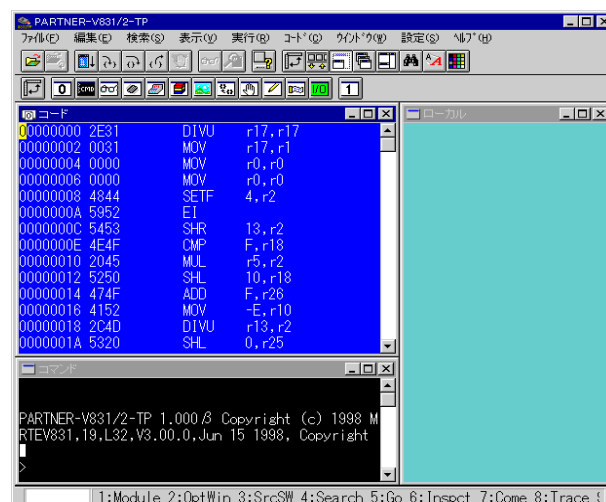 PARTNER-V831/2-TP
ファイル(F) 編集(E) 検索(S) 表示(V) 実行(R) コード(C) ウインドウ(W) 設定(S) ヘルプ(H)
0 CMD I/O 1
コード
00000000 2E31 DIVU r17,r17
00000002 0031 MOV r17,r1
00000004 0000 MOV r0,r0
00000006 0000 MOV r0,r0
00000008 4844 SETF 4,r2
0000000A 5952 EI
0000000C 5453 SHR 13,r2
0000000E 4E4F CMP F,r18
00000010 2045 MUL r5,r2
00000012 5250 SHL 10,r18
00000014 474F ADD F,r26
00000016 4152 MOV -E,r10
00000018 2C4D DIVU r13,r2
0000001A 5320 SHL 0,r25
ローカル
コマンド
PARTNER-V831/2-TP 1.000β Copyright (c) 1998 M
RTEV831,19,L32,V3.00.0,Jun 15 1998, Copyright
>
1:Module 2:OptWin 3:SrcSW 4:Search 5:Go 6:Inspct 7:Come 8:Trace